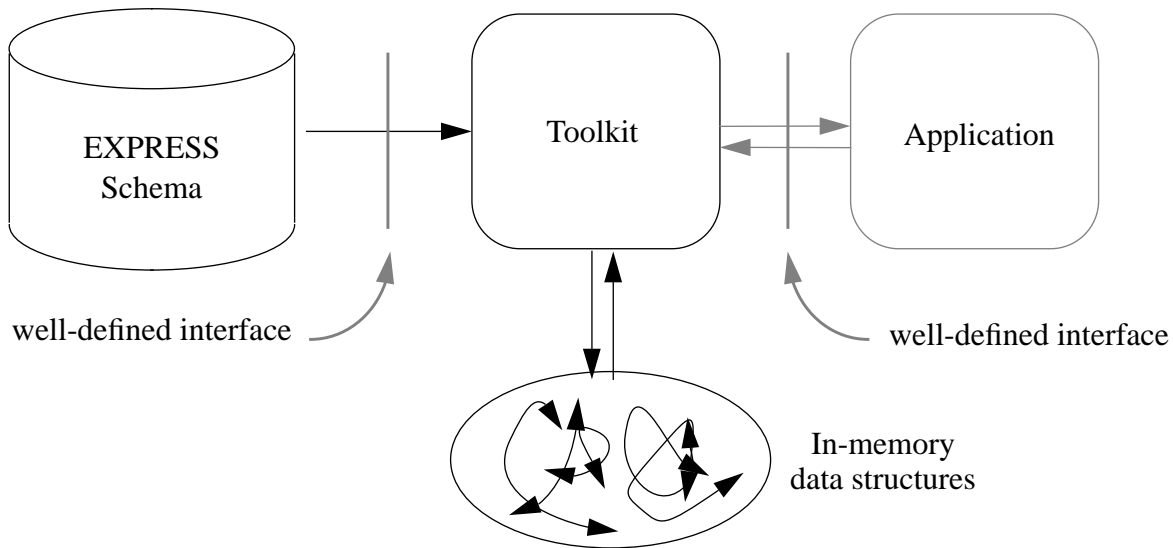 EXPRESS
Schema
Toolkit
Application
well-defined interface
well-defined interface
In-memory
data structures